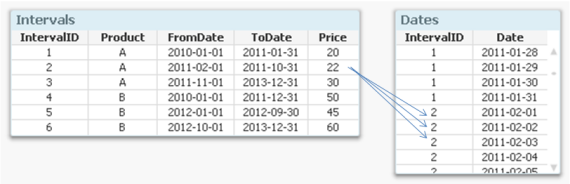 Intervals
IntervalID Product FromDate ToDate Price
1 A 2010-01-01 2011-01-31 20
2 A 2011-02-01 2011-10-31 22
3 A 2011-11-01 2013-12-31 30
4 B 2010-01-01 2011-12-31 50
5 B 2012-01-01 2012-09-30 45
6 B 2012-10-01 2013-12-31 60
Dates
IntervalID Date
1 2011-01-28
1 2011-01-29
1 2011-01-30
1 2011-01-31
2 2011-02-01
2 2011-02-02
2 2011-02-03
2 2011-02-04
2 2011-02-05